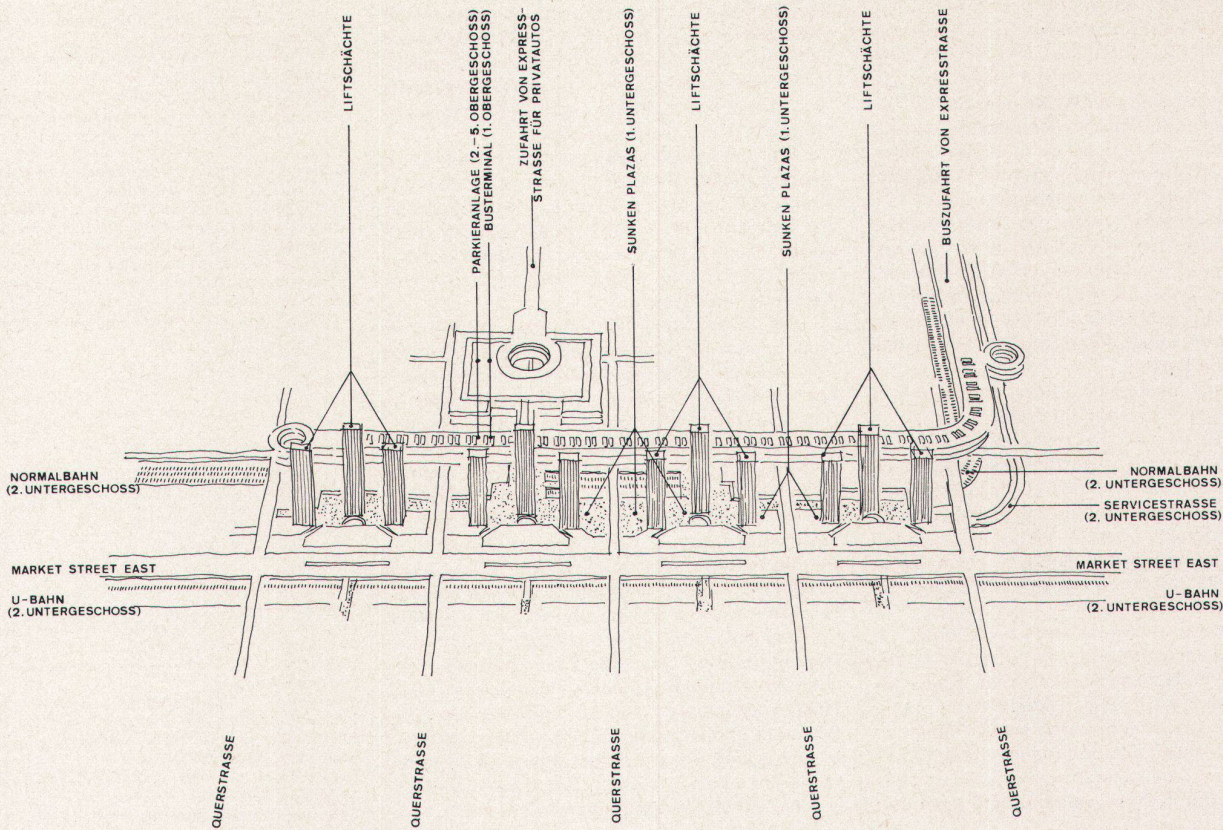 LIFTSCHÄCHTE
PARKIERANLAGE (2.–5. OBERGESCHOSS)
BUSTERMINAL (1. OBERGESCHOSS)
ZUFAHRT VON EXPRESS-
STRASSE FÜR PRIVATAUTOS
SUNKEN PLAZAS (1. UNTERGESCHOSS)
LIFTSCHÄCHTE
SUNKEN PLAZAS (1. UNTERGESCHOSS)
LIFTSCHÄCHTE
BUSZUFAHRT VON EXPRESSTRASSE
NORMALBAHN
(2. UNTERGESCHOSS)
MARKET STREET EAST
U-BAHN
(2. UNTERGESCHOSS)
NORMALBAHN
(2. UNTERGESCHOSS)
SERVICESTRASSE
(2. UNTERGESCHOSS)
MARKET STREET EAST
U-BAHN
(2. UNTERGESCHOSS)
QUERSTRASSE
QUERSTRASSE
QUERSTRASSE
QUERSTRASSE
QUERSTRASSE